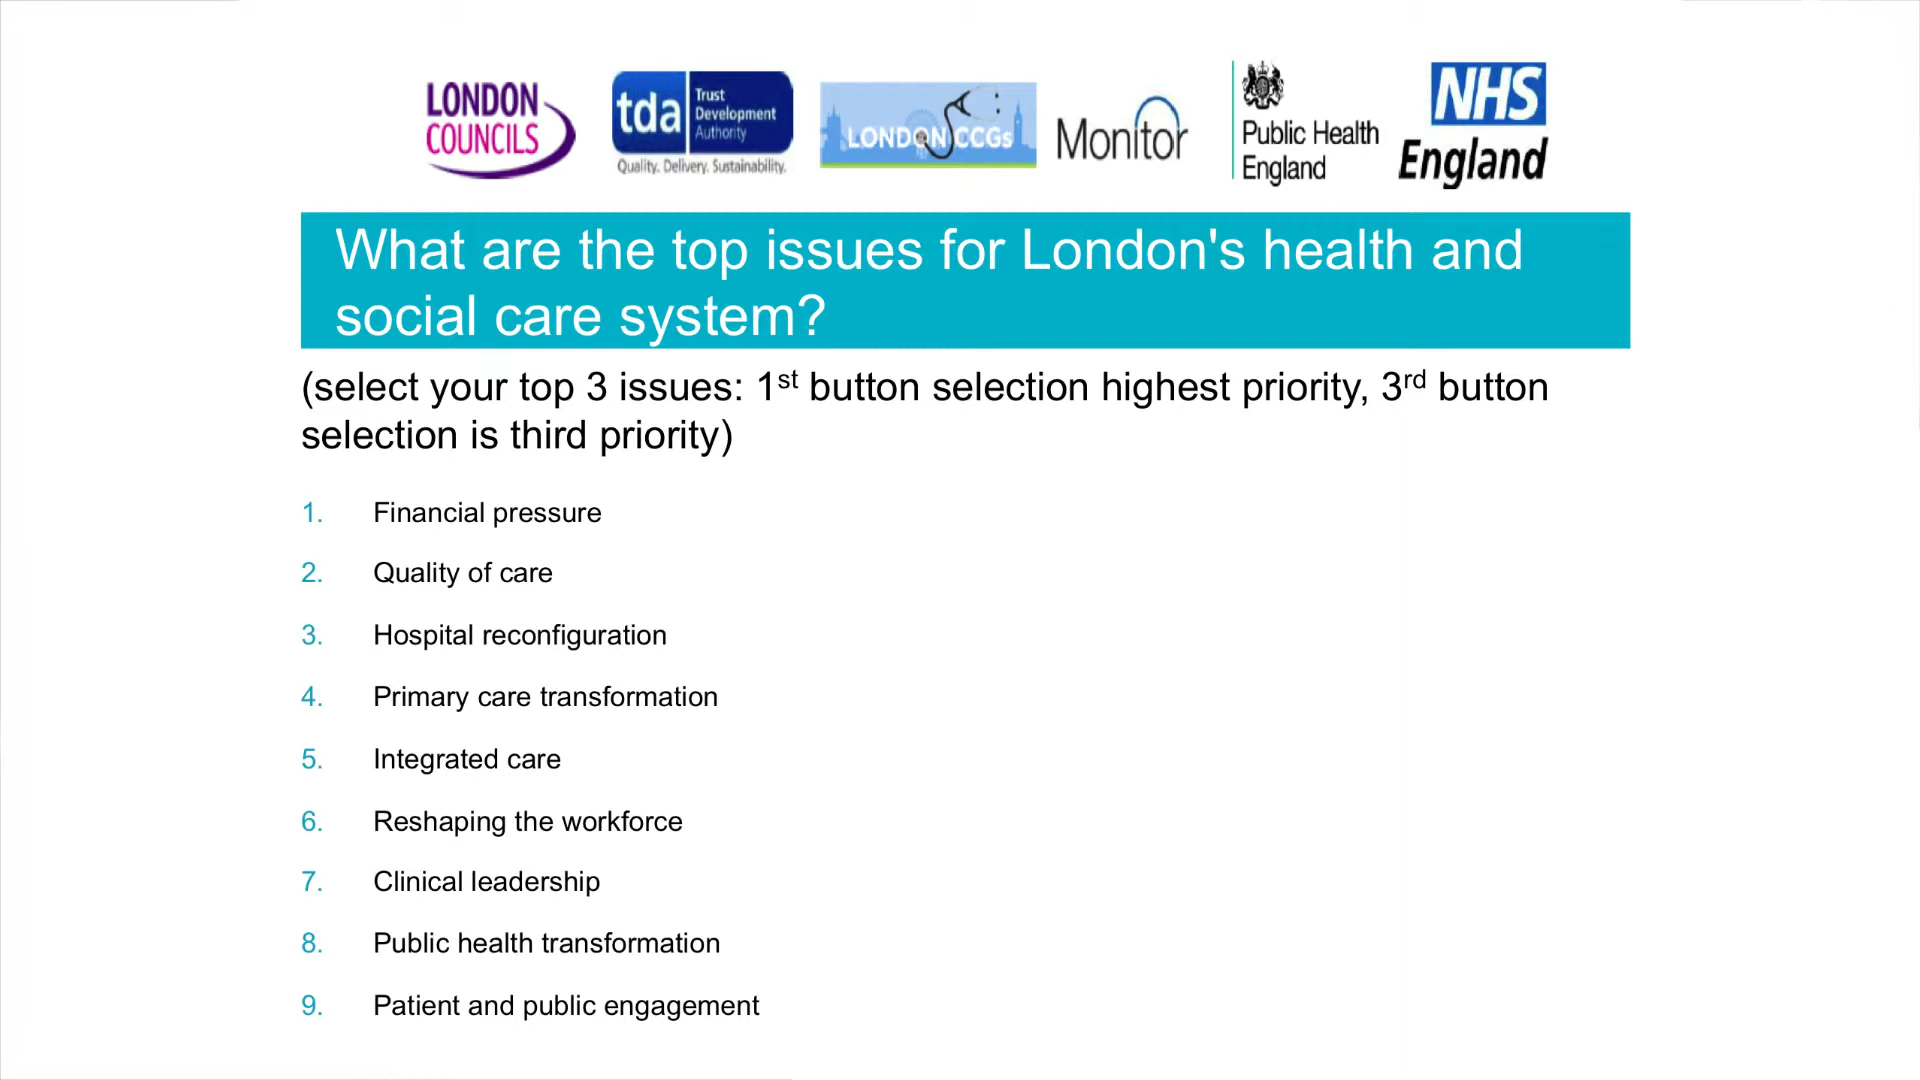 LONDON
COUNCILS
tda Trust
Development
Authority
Quality. Delivery. Sustainability.
LONDON CCGs
Monitor
Public Health
England
NHS
England
What are the top issues for London's health and
social care system?
(select your top 3 issues: 1st button selection highest priority, 3rd button
selection is third priority)
1. Financial pressure
2. Quality of care
3. Hospital reconfiguration
4. Primary care transformation
5. Integrated care
6. Reshaping the workforce
7. Clinical leadership
8. Public health transformation
9. Patient and public engagement